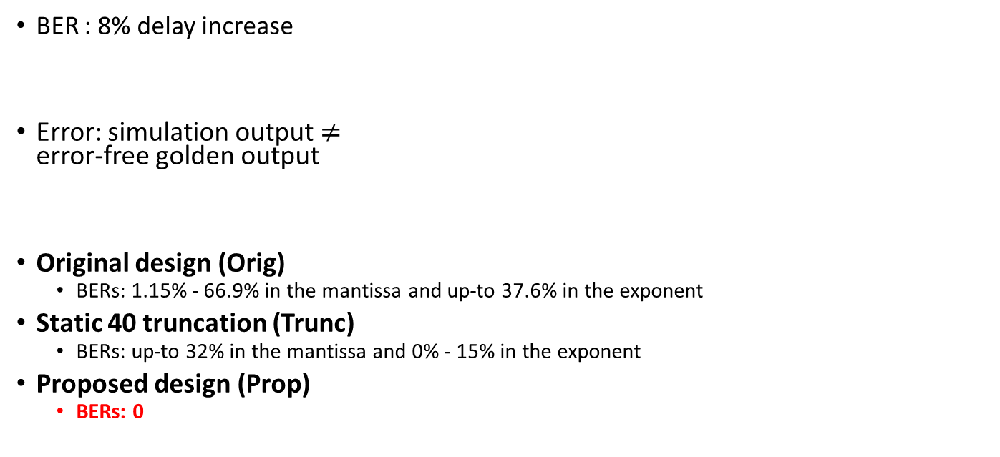 • BER : 8% delay increase
• Error: simulation output ≠
error-free golden output
• Original design (Orig)
• BERs: 1.15% - 66.9% in the mantissa and up-to 37.6% in the exponent
• Static 40 truncation (Trunc)
• BERs: up-to 32% in the mantissa and 0% - 15% in the exponent
• Proposed design (Prop)
• BERs: 0